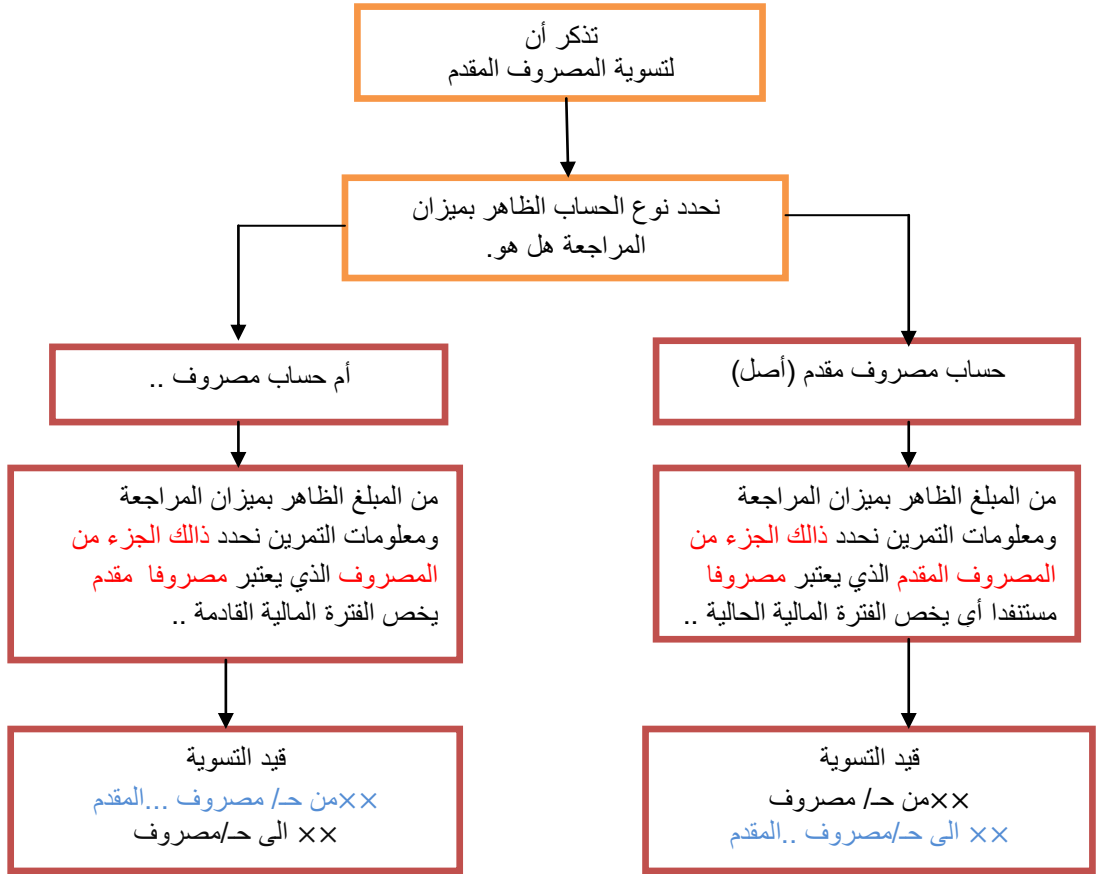 تذكر أن
لتسوية المصروف المقدم
نحدد نوع الحساب الظاهر بميزان
المراجعة هل هو.
حساب مصروف مقدم (أصل)
أم حساب مصروف ..
من المبلغ الظاهر بميزان المراجعة
ومعلومات التمرين نحدد ذالك الجزء من
المصروف المقدم الذي يعتبر مصروفا
مستنفدا أي يخص الفترة المالية الحالية ..
من المبلغ الظاهر بميزان المراجعة
ومعلومات التمرين نحدد ذالك الجزء من
المصروف الذي يعتبر مصروفا مقدم
يخص الفترة المالية القادمة ..
قيد التسوية
××من حـ/ مصروف
×× الى حـ/مصروف ..المقدم
قيد التسوية
××من حـ/ مصروف ...المقدم
×× الى حـ/مصروف